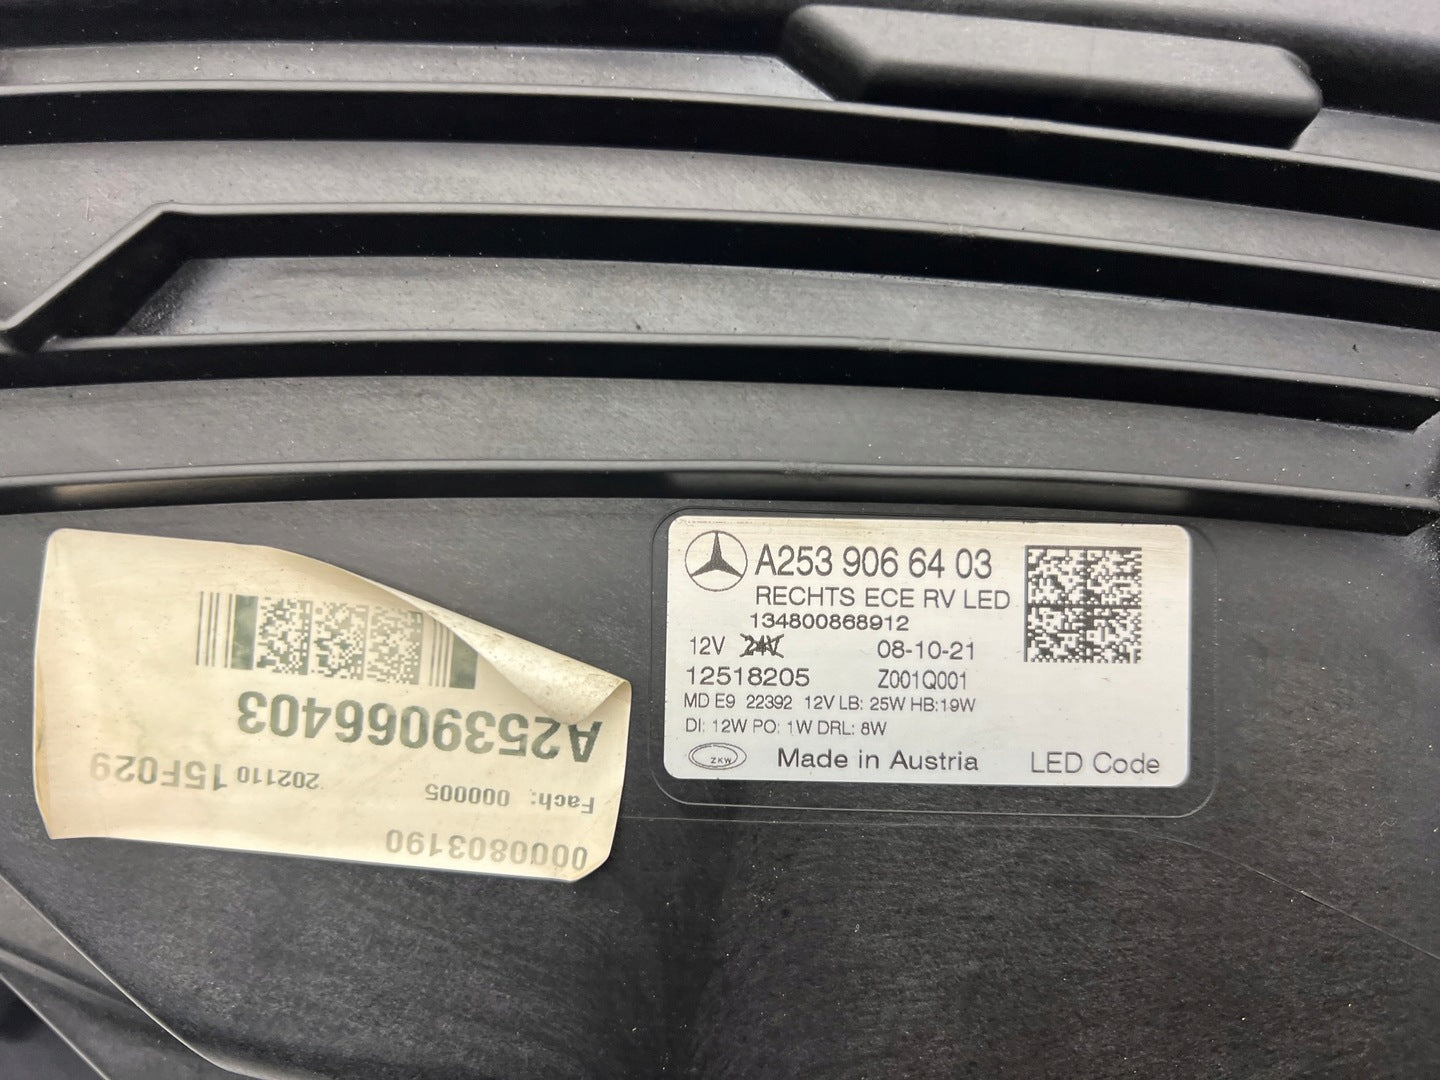 A253 906 64 03
RECHTS ECE RV LED
134800868912
12V 24V 08-10-21
12518205 Z001Q001
MD E9 22392 12V LB: 25W HB:19W
DI: 12W PO: 1W DRL: 8W
ZKW Made in Austria LED Code
0000803190
Fach: 000005
202110 15F029
A2539066403